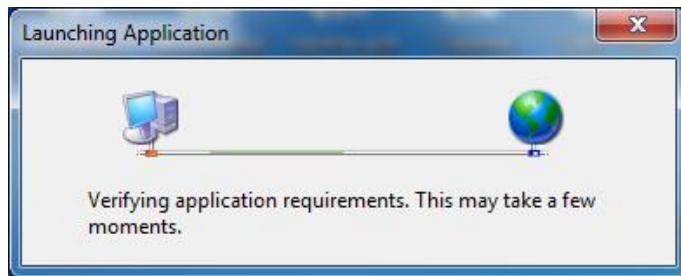 Launching Application
Verifying application requirements. This may take a few
moments.